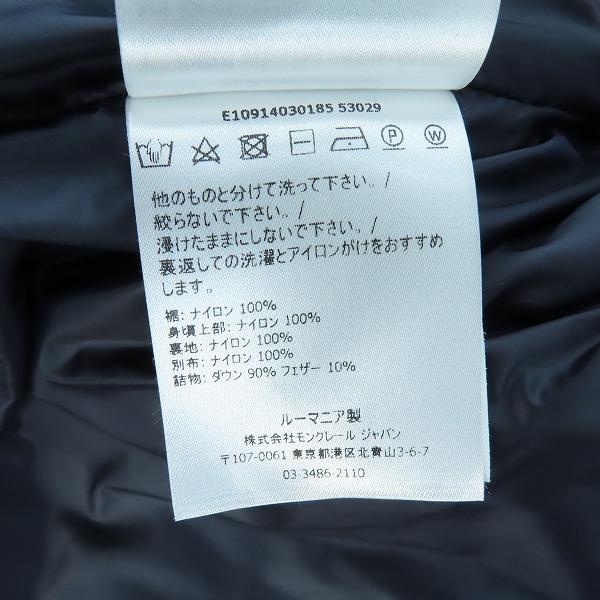 E10914030185 53029
P W
他のものと分けて洗って下さい。/
絞らないで下さい。/
浸けたままにしないで下さい。/
裏返しての洗濯とアイロンがけをおすすめ
します。
裾: ナイロン 100%
身頃上部: ナイロン 100%
裏地: ナイロン 100%
別布: ナイロン 100%
詰物: ダウン 90% フェザー 10%
ルーマニア製
株式会社モンクレール ジャパン
〒107-0061 東京都港区北青山3-6-7
03-3486-2110